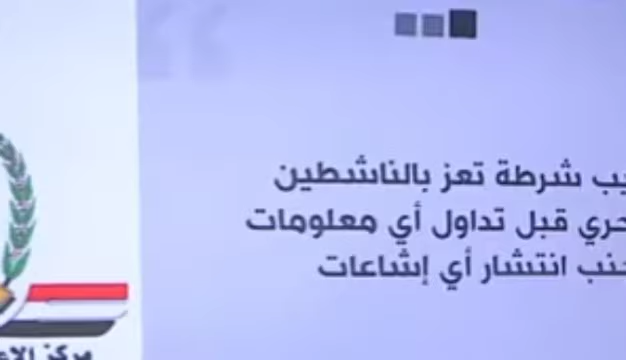 شرطة تعز بالناشطين
قبل تداول أي معلومات
انتشار أي إشاعات
مركز